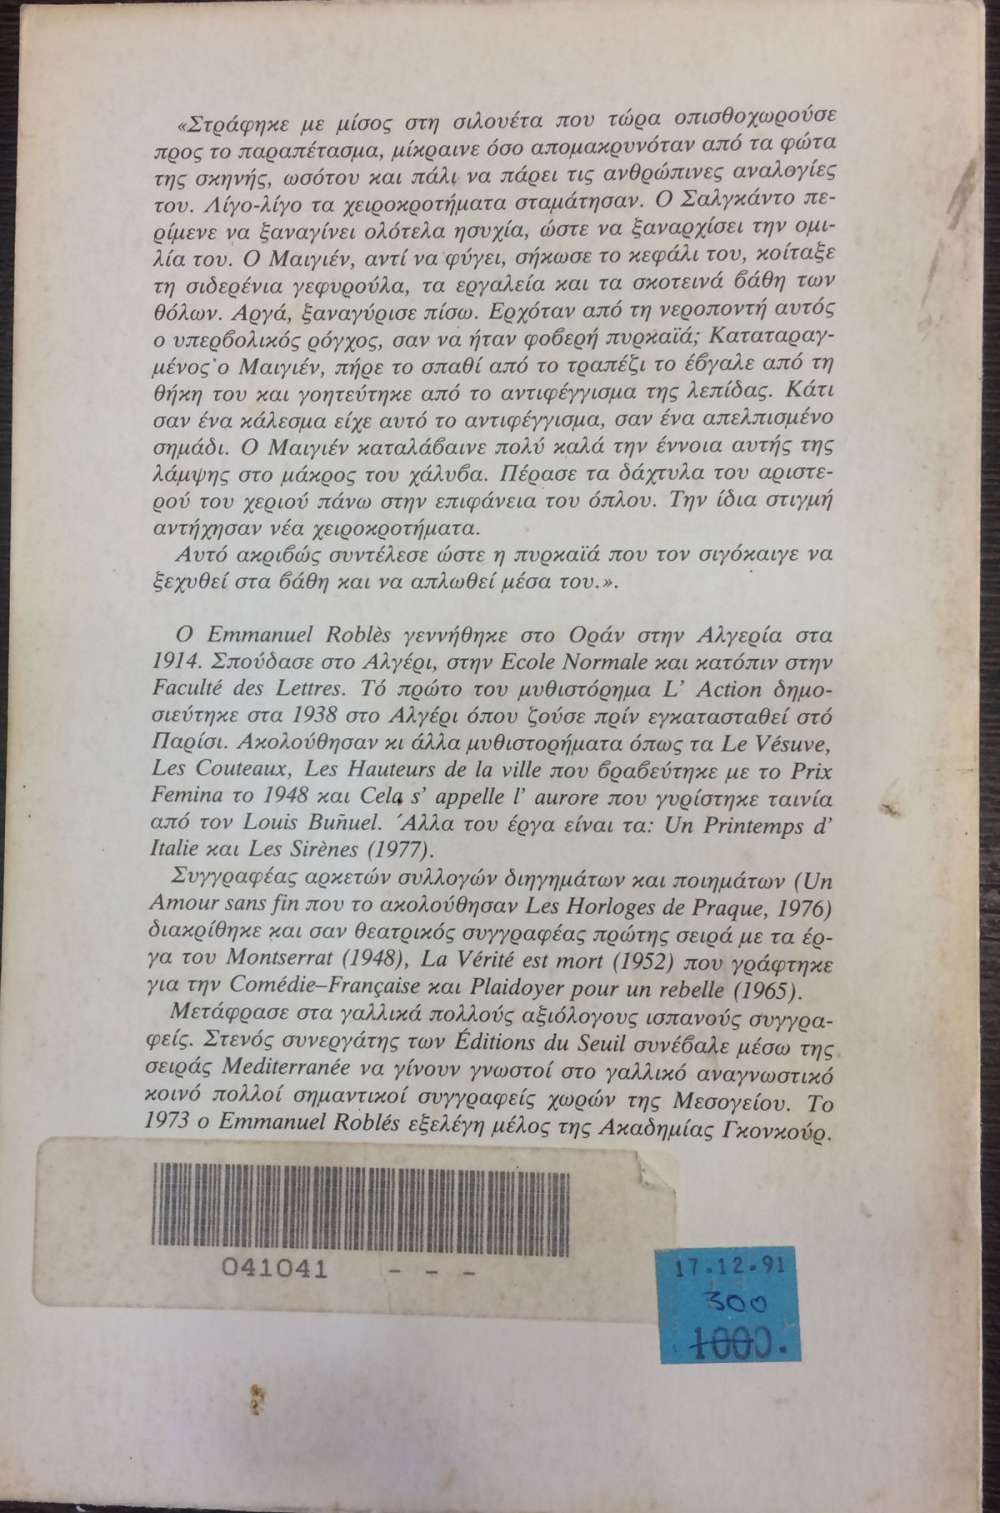 «Στράφηκε με μίσος στη σιλουέτα που τώρα οπισθοχωρούσε
προς το παραπέτασμα, μίκραινε όσο απομακρυνόταν από τα φώτα
της σκηνής, ωσότου και πάλι να πάρει τις ανθρώπινες αναλογίες
του. Λίγο-λίγο τα χειροκροτήματα σταμάτησαν. Ο Σαλγκάντο πε-
ρίμενε να ξαναγίνει ολότελα ησυχία, ώστε να ξαναρχίσει την ομι-
λία του. Ο Μαιγιέν, αντί να φύγει, σήκωσε το κεφάλι του, κοίταξε
τη σιδερένια γεφυρούλα, τα εργαλεία και τα σκοτεινά βάθη των
θόλων. Αργά, ξαναγύρισε πίσω. Ερχόταν από τη νεροποντή αυτός
ο υπερβολικός ρόγχος, σαν να ήταν φοβερή πυρκαϊά; Καταταραγ-
μένος ο Μαιγιέν, πήρε το σπαθί από το τραπέζι το έβγαλε από τη
θήκη του και γοητεύτηκε από το αντιφέγγισμα της λεπίδας. Κάτι
σαν ένα κάλεσμα είχε αυτό το αντιφέγγισμα, σαν ένα απελπισμένο
σημάδι. Ο Μαιγιέν καταλάβαινε πολύ καλά την έννοια αυτής της
λάμψης στο μάκρος του χάλυβα. Πέρασε τα δάχτυλα του αριστε-
ρού του χεριού πάνω στην επιφάνεια του όπλου. Την ίδια στιγμή
αντήχησαν νέα χειροκροτήματα.
Αυτό ακριβώς συντέλεσε ώστε η πυρκαϊά που τον σιγόκαιγε να
ξεχυθεί στα βάθη και να απλωθεί μέσα του.».
Ο Emmanuel Roblès γεννήθηκε στο Οράν στην Αλγερία στα
1914. Σπούδασε στο Αλγέρι, στην Ecole Normale και κατόπιν στην
Faculté des Lettres. Τό πρώτο του μυθιστόρημα L' Action δημο-
σιεύτηκε στα 1938 στο Αλγέρι όπου ζούσε πρίν εγκατασταθεί στό
Παρίσι. Ακολούθησαν κι άλλα μυθιστορήματα όπως τα Le Vésuve,
Les Couteaux, Les Hauteurs de la ville που βραβεύτηκε με το Prix
Femina το 1948 και Cela s' appelle l' aurore που γυρίστηκε ταινία
από τον Louis Buñuel. Άλλα του έργα είναι τα: Un Printemps d'
Italie και Les Sirènes (1977).
Συγγραφέας αρκετών συλλογών διηγημάτων και ποιημάτων (Un
Amour sans fin που το ακολούθησαν Les Horloges de Praque, 1976)
διακρίθηκε και σαν θεατρικός συγγραφέας πρώτης σειρά με τα έρ-
γα του Montserrat (1948), La Vérité est mort (1952) που γράφτηκε
για την Comédie–Française και Plaidoyer pour un rebelle (1965).
Μετάφρασε στα γαλλικά πολλούς αξιόλογους ισπανούς συγγρα-
φείς. Στενός συνεργάτης των Éditions du Seuil συνέβαλε μέσω της
σειράς Mediterranée να γίνουν γνωστοί στο γαλλικό αναγνωστικό
κοινό πολλοί σημαντικοί συγγραφείς χωρών της Μεσογείου. Το
1973 ο Emmanuel Roblés εξελέγη μέλος της Ακαδημίας Γκονκούρ.
041041 - - -
17.12.91
300
1000.